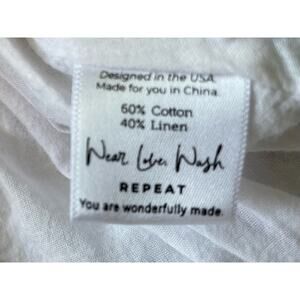 Designed in the USA.
Made for you in China.
60% Cotton
40% Linen
Wear. Love. Wash
REPEAT
You are wonderfully made.